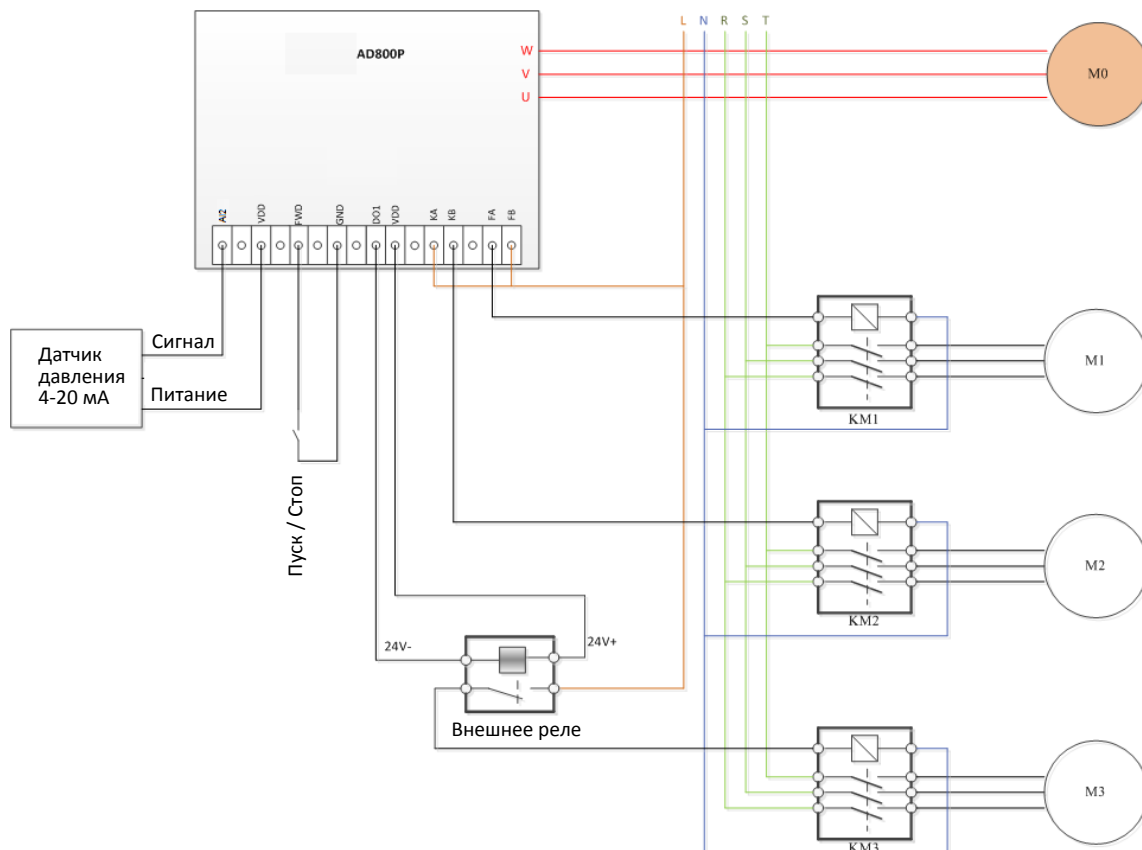 L N R S T
AD800P
W
V
U
M0
AI2 VDD FWD GND DO1 VDD KA KB FA FB
Датчик
давления
4-20 мА
Сигнал
Питание
M1
KM1
Пуск / Стоп
M2
KM2
24V-
24V+
Внешнее реле
M3
KM3